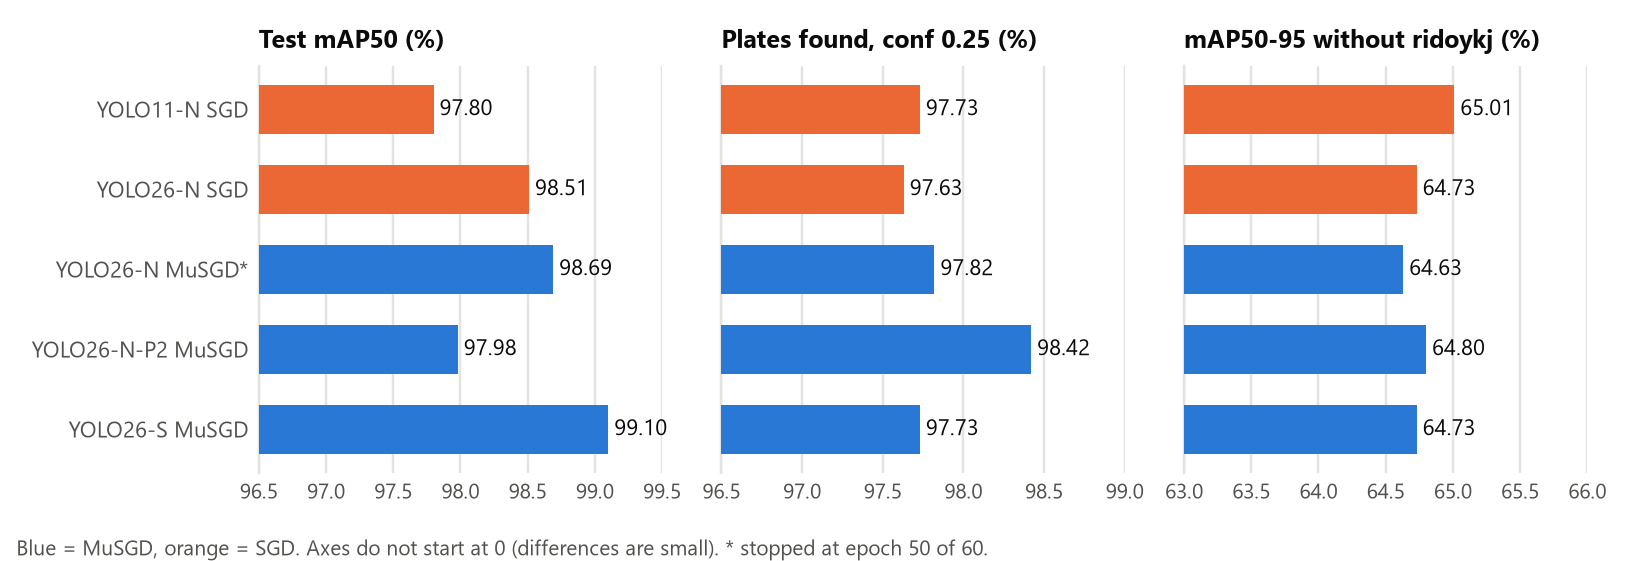 Test mAP50 (%)
Plates found, conf 0.25 (%)
mAP50-95 without ridoykj (%)
YOLO11-N SGD 97.80 97.73 65.01
YOLO26-N SGD 98.51 97.63 64.73
YOLO26-N MuSGD* 98.69 97.82 64.63
YOLO26-N-P2 MuSGD 97.98 98.42 64.80
YOLO26-S MuSGD 99.10 97.73 64.73
96.5 97.0 97.5 98.0 98.5 99.0 99.5 96.5 97.0 97.5 98.0 98.5 99.0 63.0 63.5 64.0 64.5 65.0 65.5 66.0
Blue = MuSGD, orange = SGD. Axes do not start at 0 (differences are small). * stopped at epoch 50 of 60.